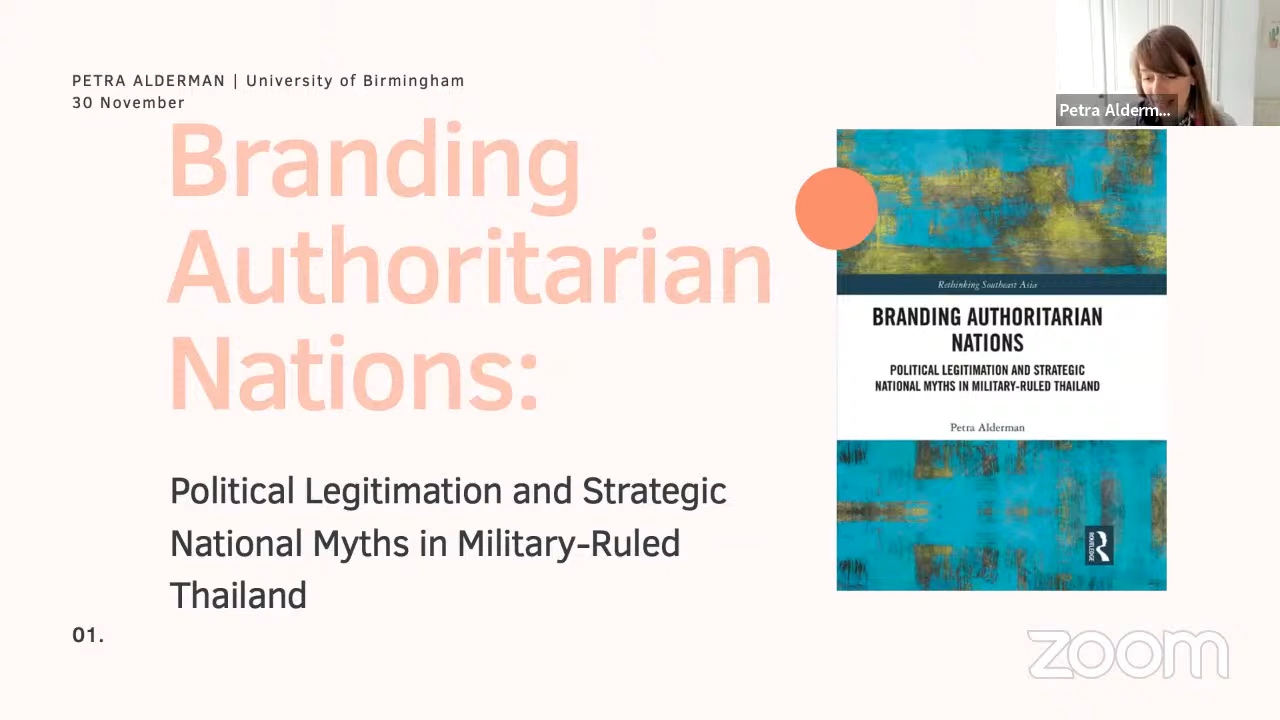 PETRA ALDERMAN | University of Birmingham
30 November
Branding
Authoritarian
Nations:
Political Legitimation and Strategic
National Myths in Military-Ruled
Thailand
01.
Petra Alderm...
Rethinking Southeast Asia
BRANDING AUTHORITARIAN
NATIONS
POLITICAL LEGITIMATION AND STRATEGIC
NATIONAL MYTHS IN MILITARY-RULED THAILAND
Petra Alderman
ROUTLEDGE
zoom